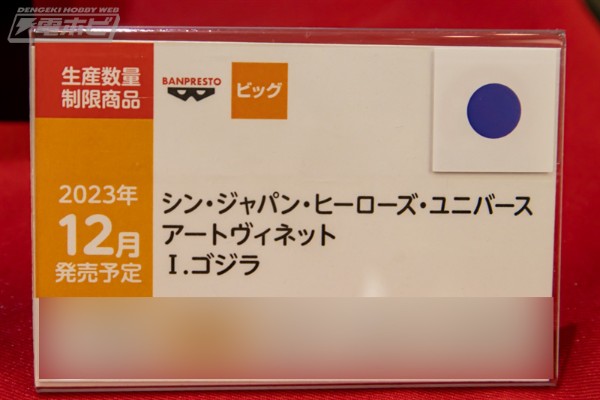 DENGEKI HOBBY WEB
電ホビ
生産数量
制限商品
BANPRESTO
ビッグ
2023年
12月
発売予定
シン・ジャパン・ヒーローズ・ユニバース
アートヴィネット
Ⅰ.ゴジラ